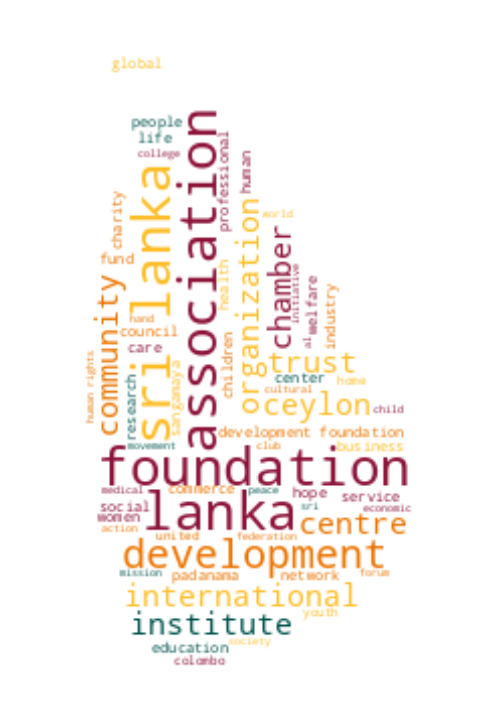 global
people
life
college
association
sri lanka
professional
human
charity
fund
world
organization
chamber
initiative
welfare
al
industry
health
community
hand
council
care
children
trust
center
home
cultural
research
sanganaya
ceylon
child
human rights
movement
development foundation
club
business
foundation
medical
commerce
peace
hope
service
social
lanka
sri
economic
women
action
centre
united
federation
development
mission
padanama
network
forum
international
youth
institute
society
education
colombo